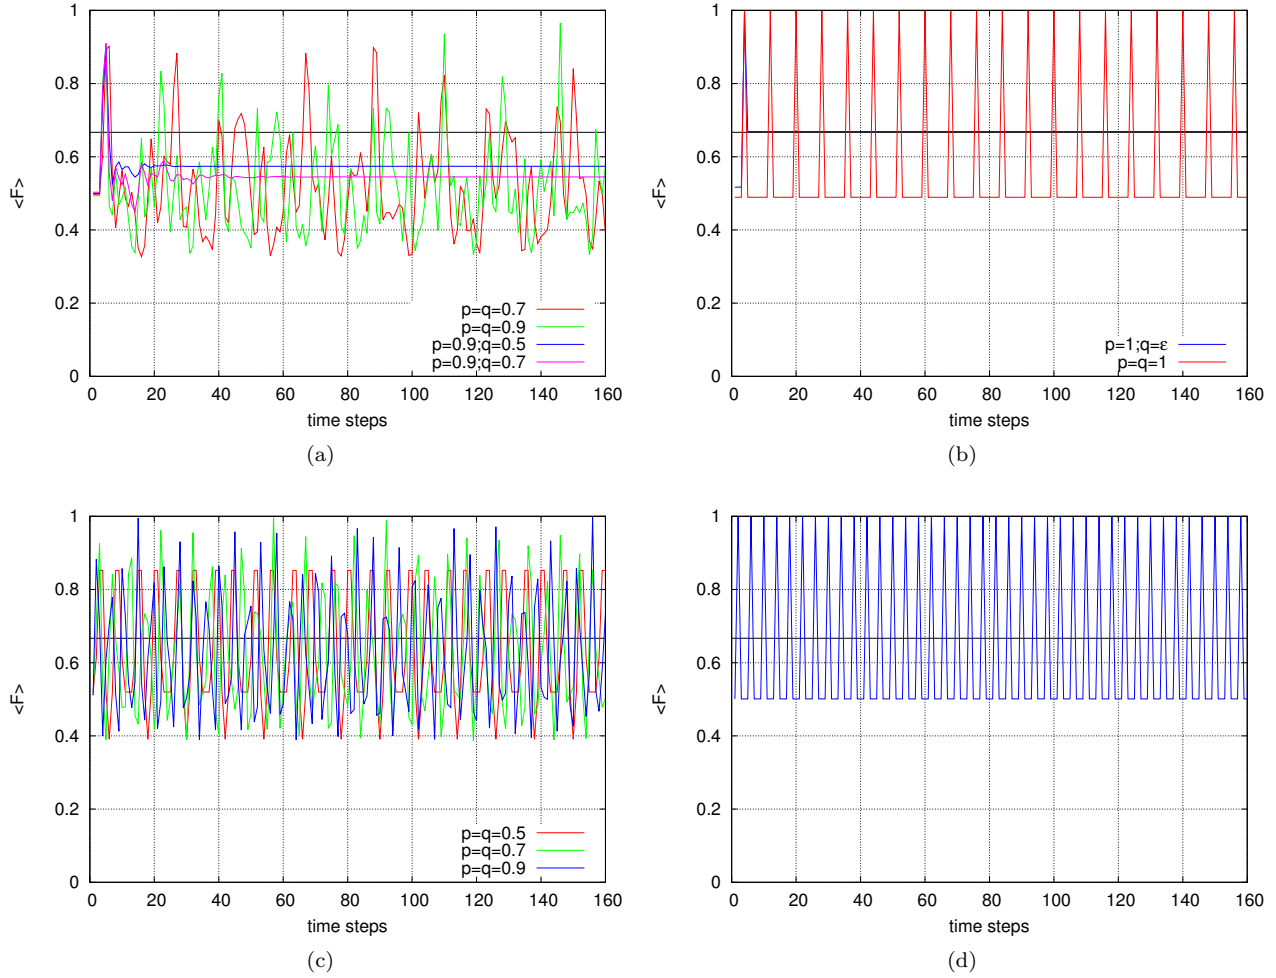 1
0.8
0.6
0.4
0.2
0
<F>
p=q=0.7
p=q=0.9
p=0.9;q=0.5
p=0.9;q=0.7
0 20 40 60 80 100 120 140 160
time steps
(a)
1
0.8
0.6
0.4
0.2
0
<F>
p=1;q=ε
p=q=1
0 20 40 60 80 100 120 140 160
time steps
(b)
1
0.8
0.6
0.4
0.2
0
<F>
p=q=0.5
p=q=0.7
p=q=0.9
0 20 40 60 80 100 120 140 160
time steps
(c)
1
0.8
0.6
0.4
0.2
0
<F>
0 20 40 60 80 100 120 140 160
time steps
(d)